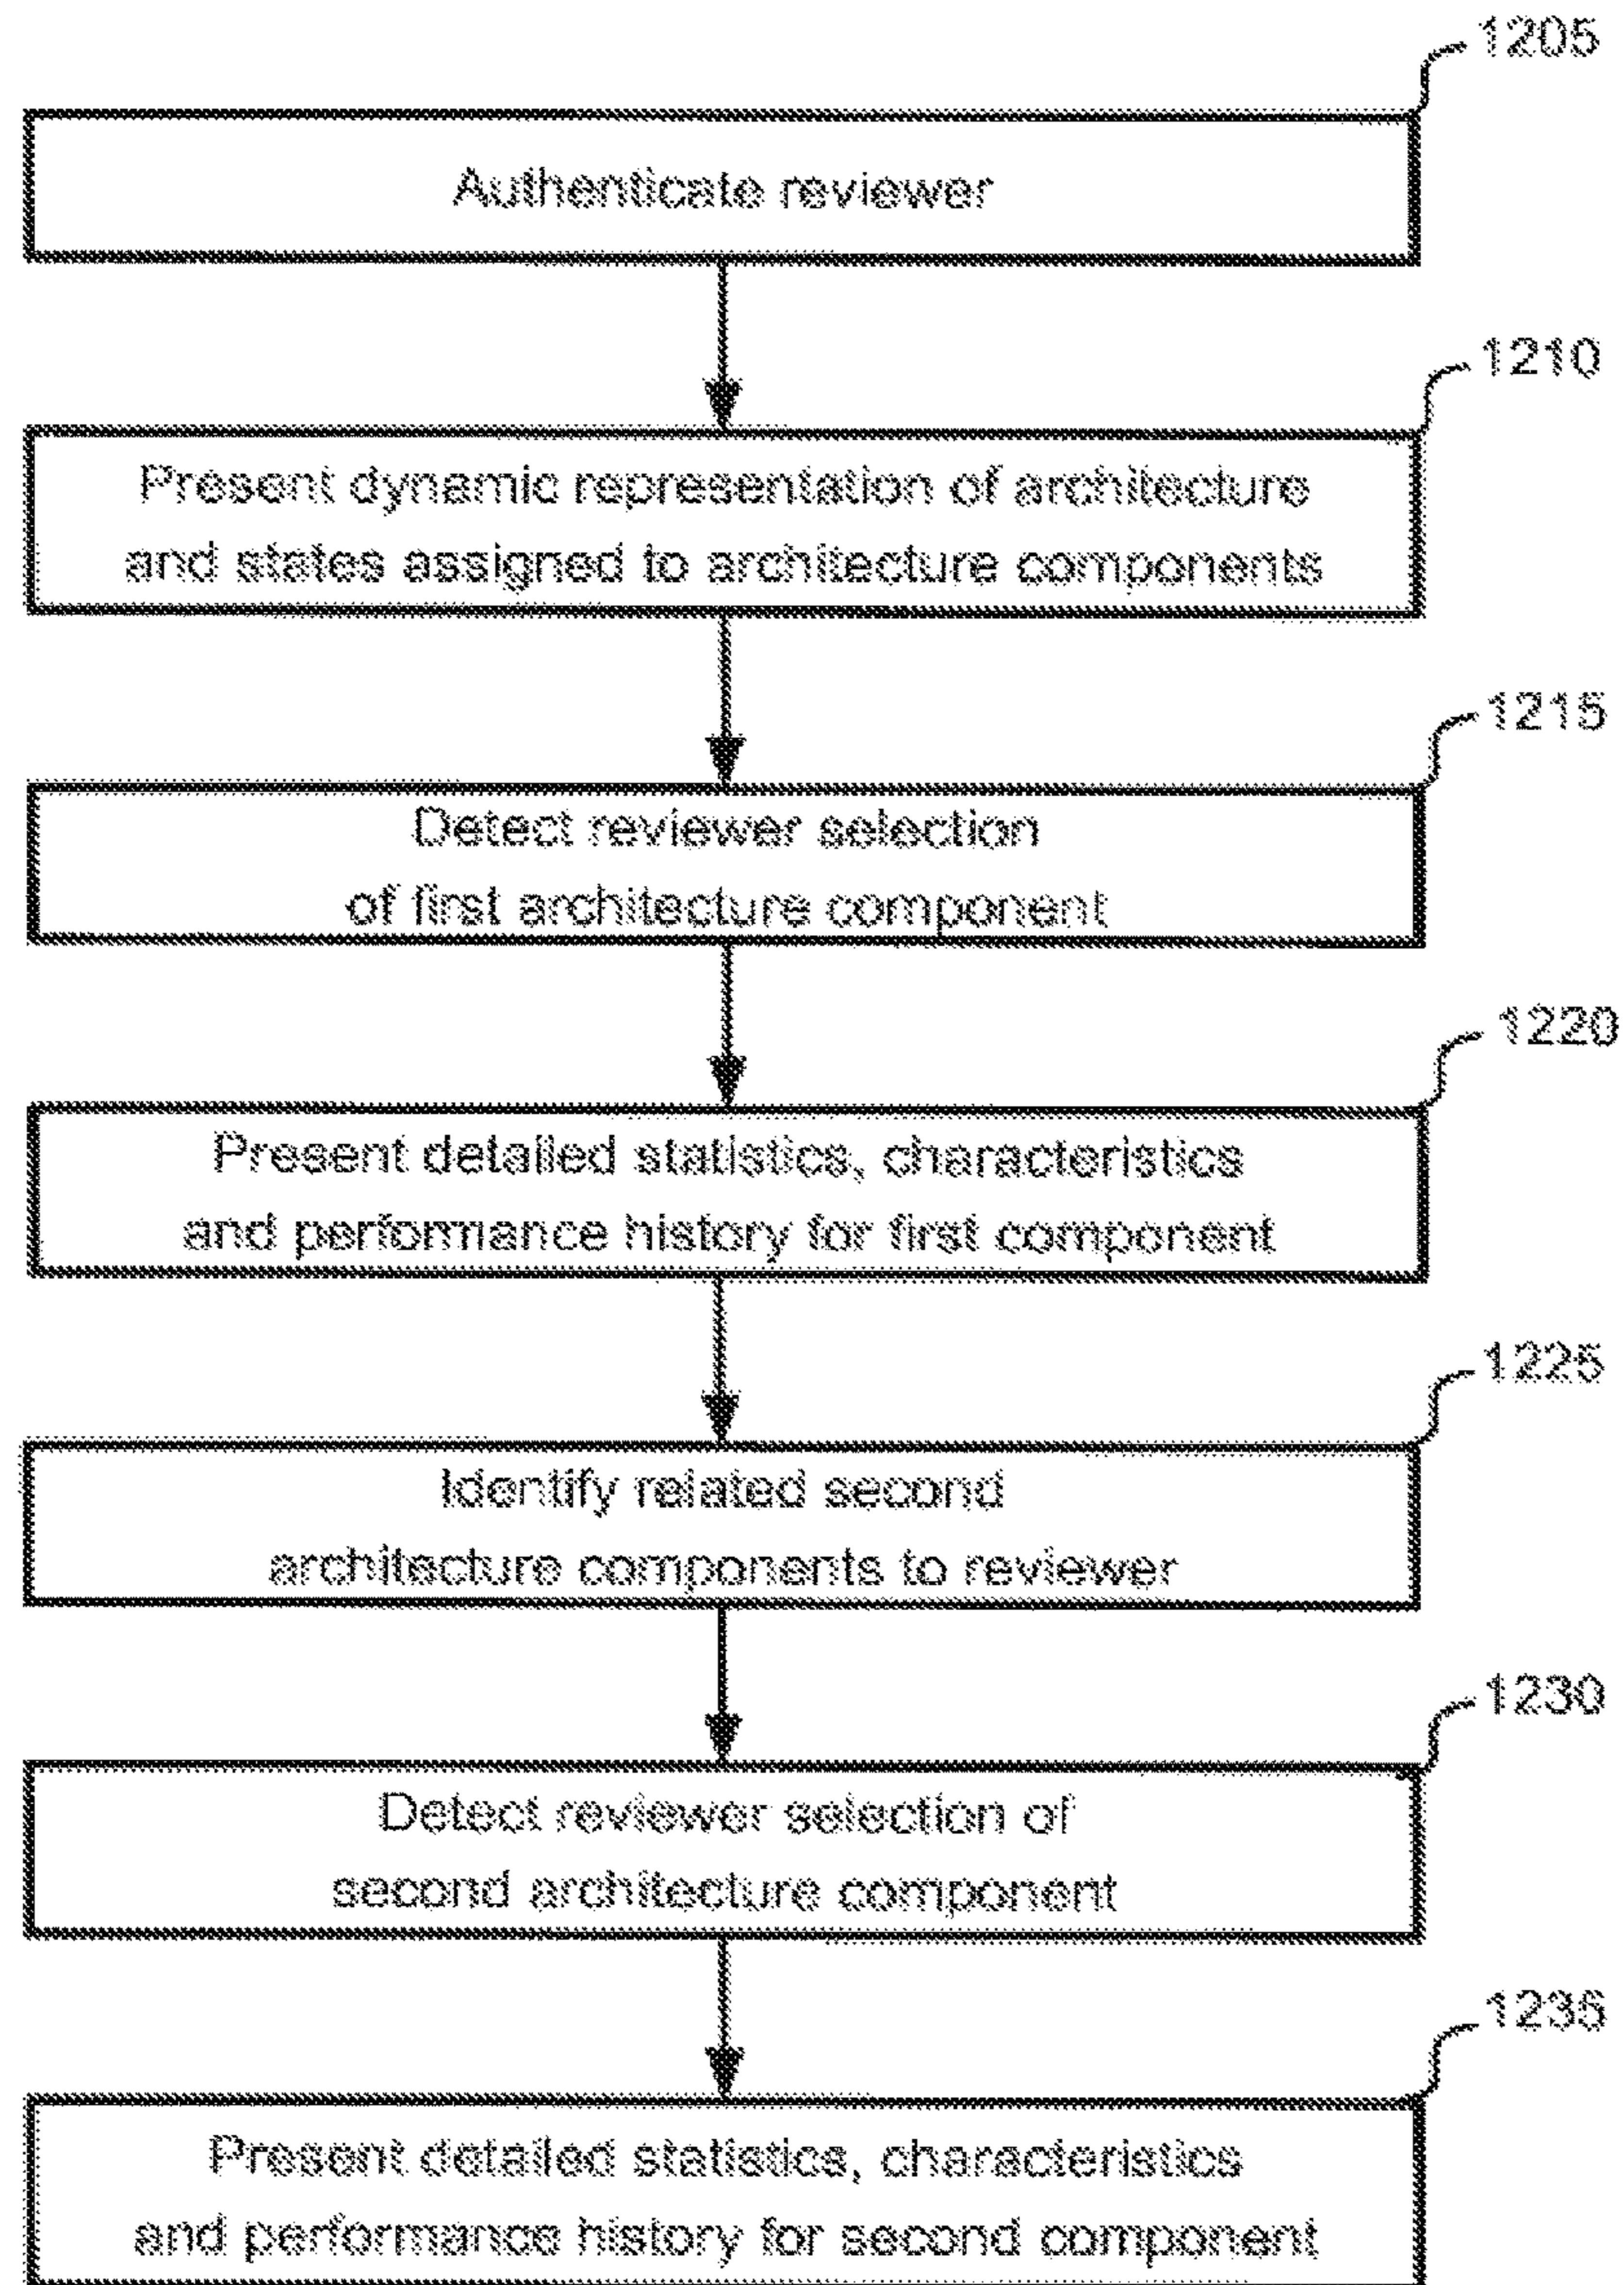 1205
Authenticate reviewer
1210
Present dynamic representation of architecture
and states assigned to architecture components
1215
Detect reviewer selection
of first architecture component
1220
Present detailed statistics, characteristics
and performance history for first component
1225
Identify related second
architecture components to reviewer
1230
Detect reviewer selection of
second architecture component
1235
Present detailed statistics, characteristics
and performance history for second component